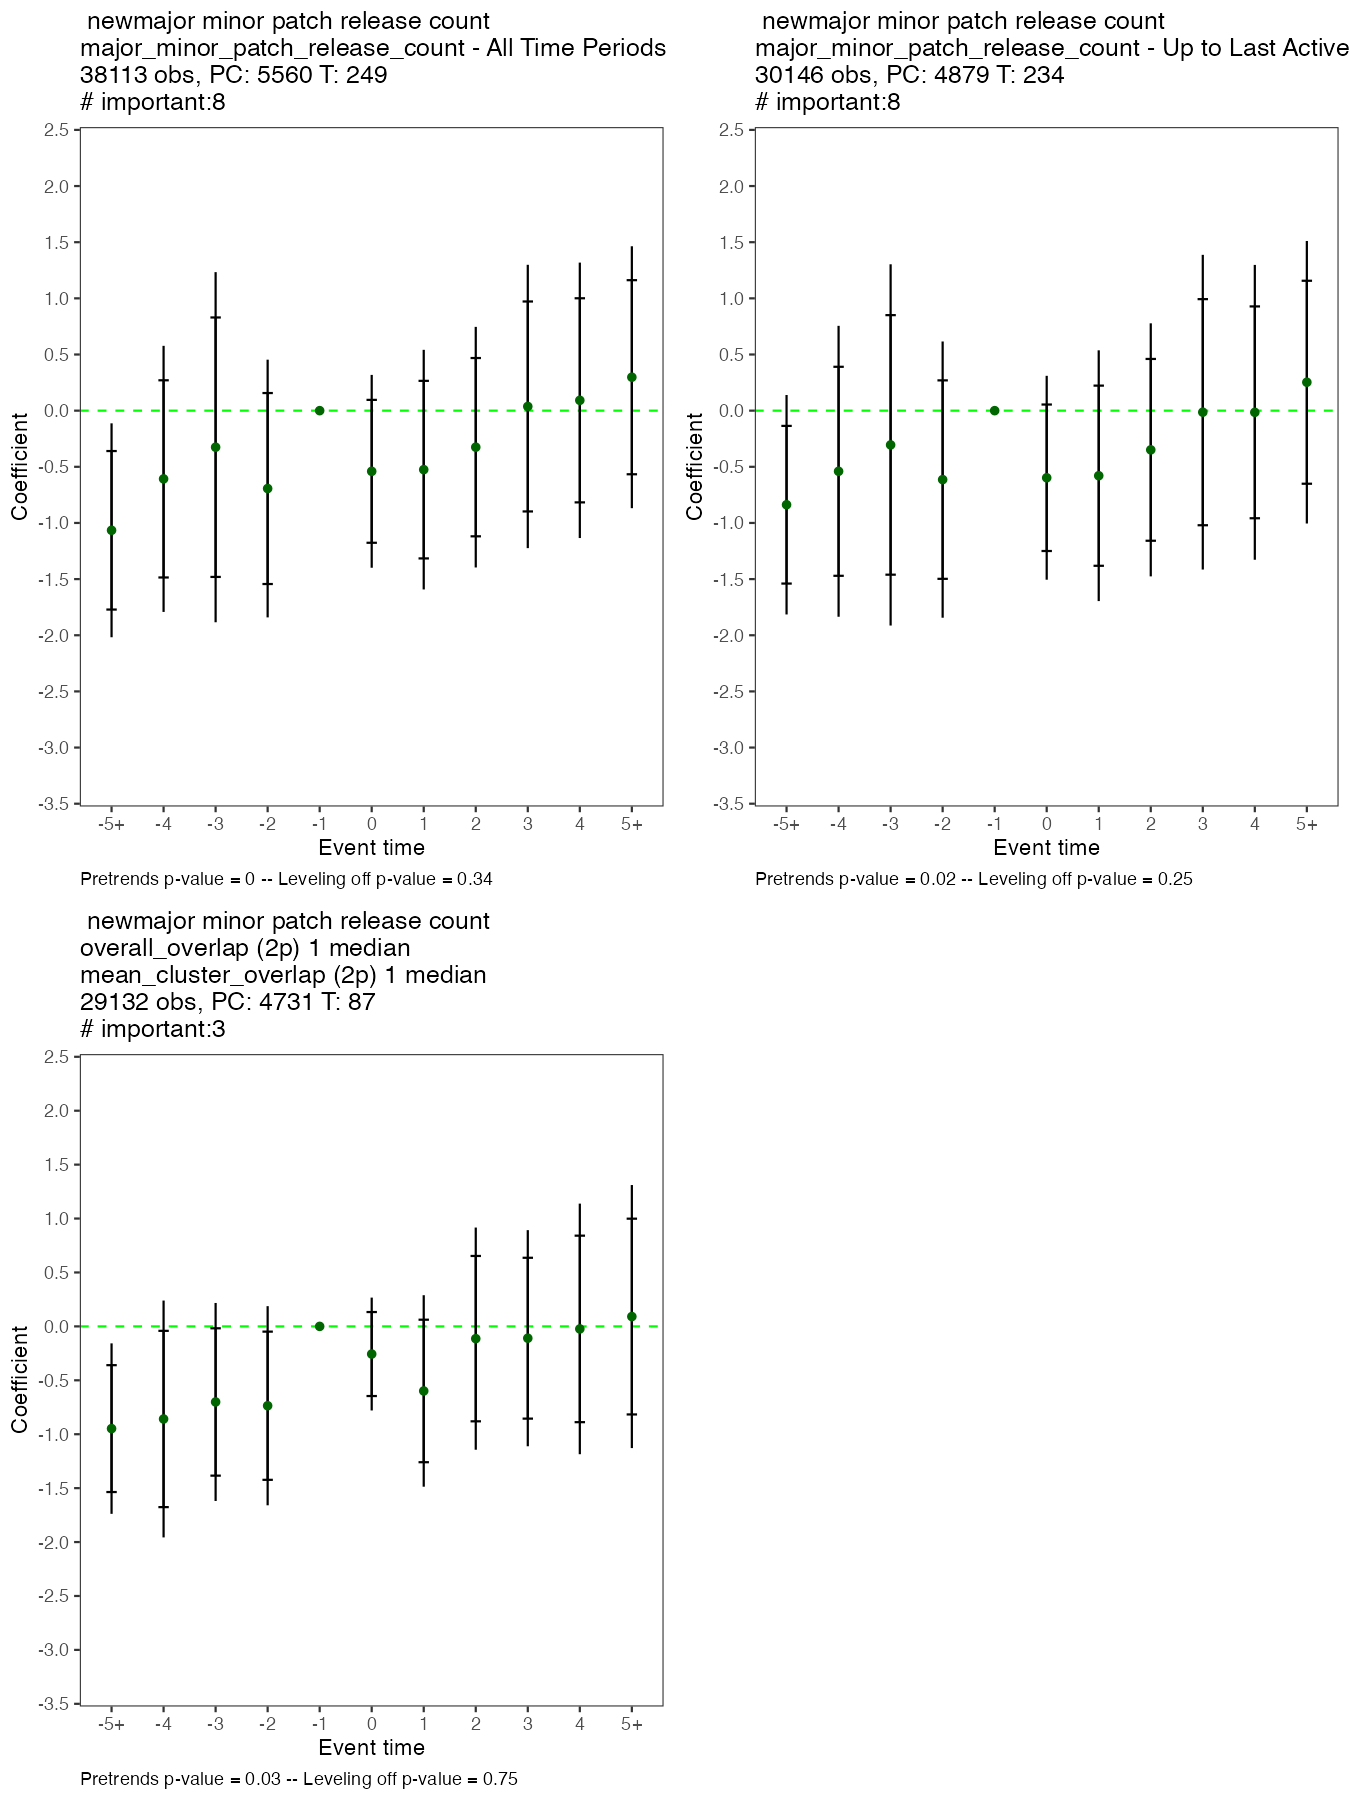 newmajor minor patch release count
major_minor_patch_release_count - All Time Periods
38113 obs, PC: 5560 T: 249
# important:8
2.5
2.0
1.5
1.0
0.5
0.0
-0.5
-1.0
-1.5
-2.0
-2.5
-3.0
-3.5
Coefficient
-5+ -4 -3 -2 -1 0 1 2 3 4 5+
Event time
Pretrends p-value = 0 -- Leveling off p-value = 0.34
newmajor minor patch release count
major_minor_patch_release_count - Up to Last Active
30146 obs, PC: 4879 T: 234
# important:8
2.5
2.0
1.5
1.0
0.5
0.0
-0.5
-1.0
-1.5
-2.0
-2.5
-3.0
-3.5
Coefficient
-5+ -4 -3 -2 -1 0 1 2 3 4 5+
Event time
Pretrends p-value = 0.02 -- Leveling off p-value = 0.25
newmajor minor patch release count
overall_overlap (2p) 1 median
mean_cluster_overlap (2p) 1 median
29132 obs, PC: 4731 T: 87
# important:3
2.5
2.0
1.5
1.0
0.5
0.0
-0.5
-1.0
-1.5
-2.0
-2.5
-3.0
-3.5
Coefficient
-5+ -4 -3 -2 -1 0 1 2 3 4 5+
Event time
Pretrends p-value = 0.03 -- Leveling off p-value = 0.75